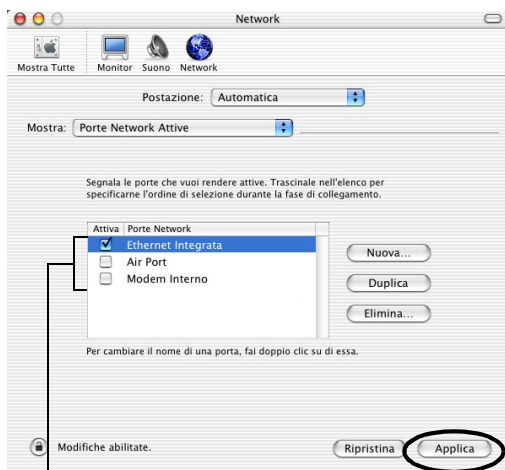 Network
Mostra Tutte Monitor Suono Network
Postazione: Automatica
Mostra: Porte Network Attive
Segnala le porte che vuoi rendere attive. Trascinale nell'elenco per
specificarne l'ordine di selezione durante la fase di collegamento.
Attiva Porte Network
Ethernet Integrata
Air Port
Modem Interno
Nuova...
Duplica
Elimina...
Per cambiare il nome di una porta, fai doppio clic su di essa.
Modifiche abilitate.
Ripristina Applica